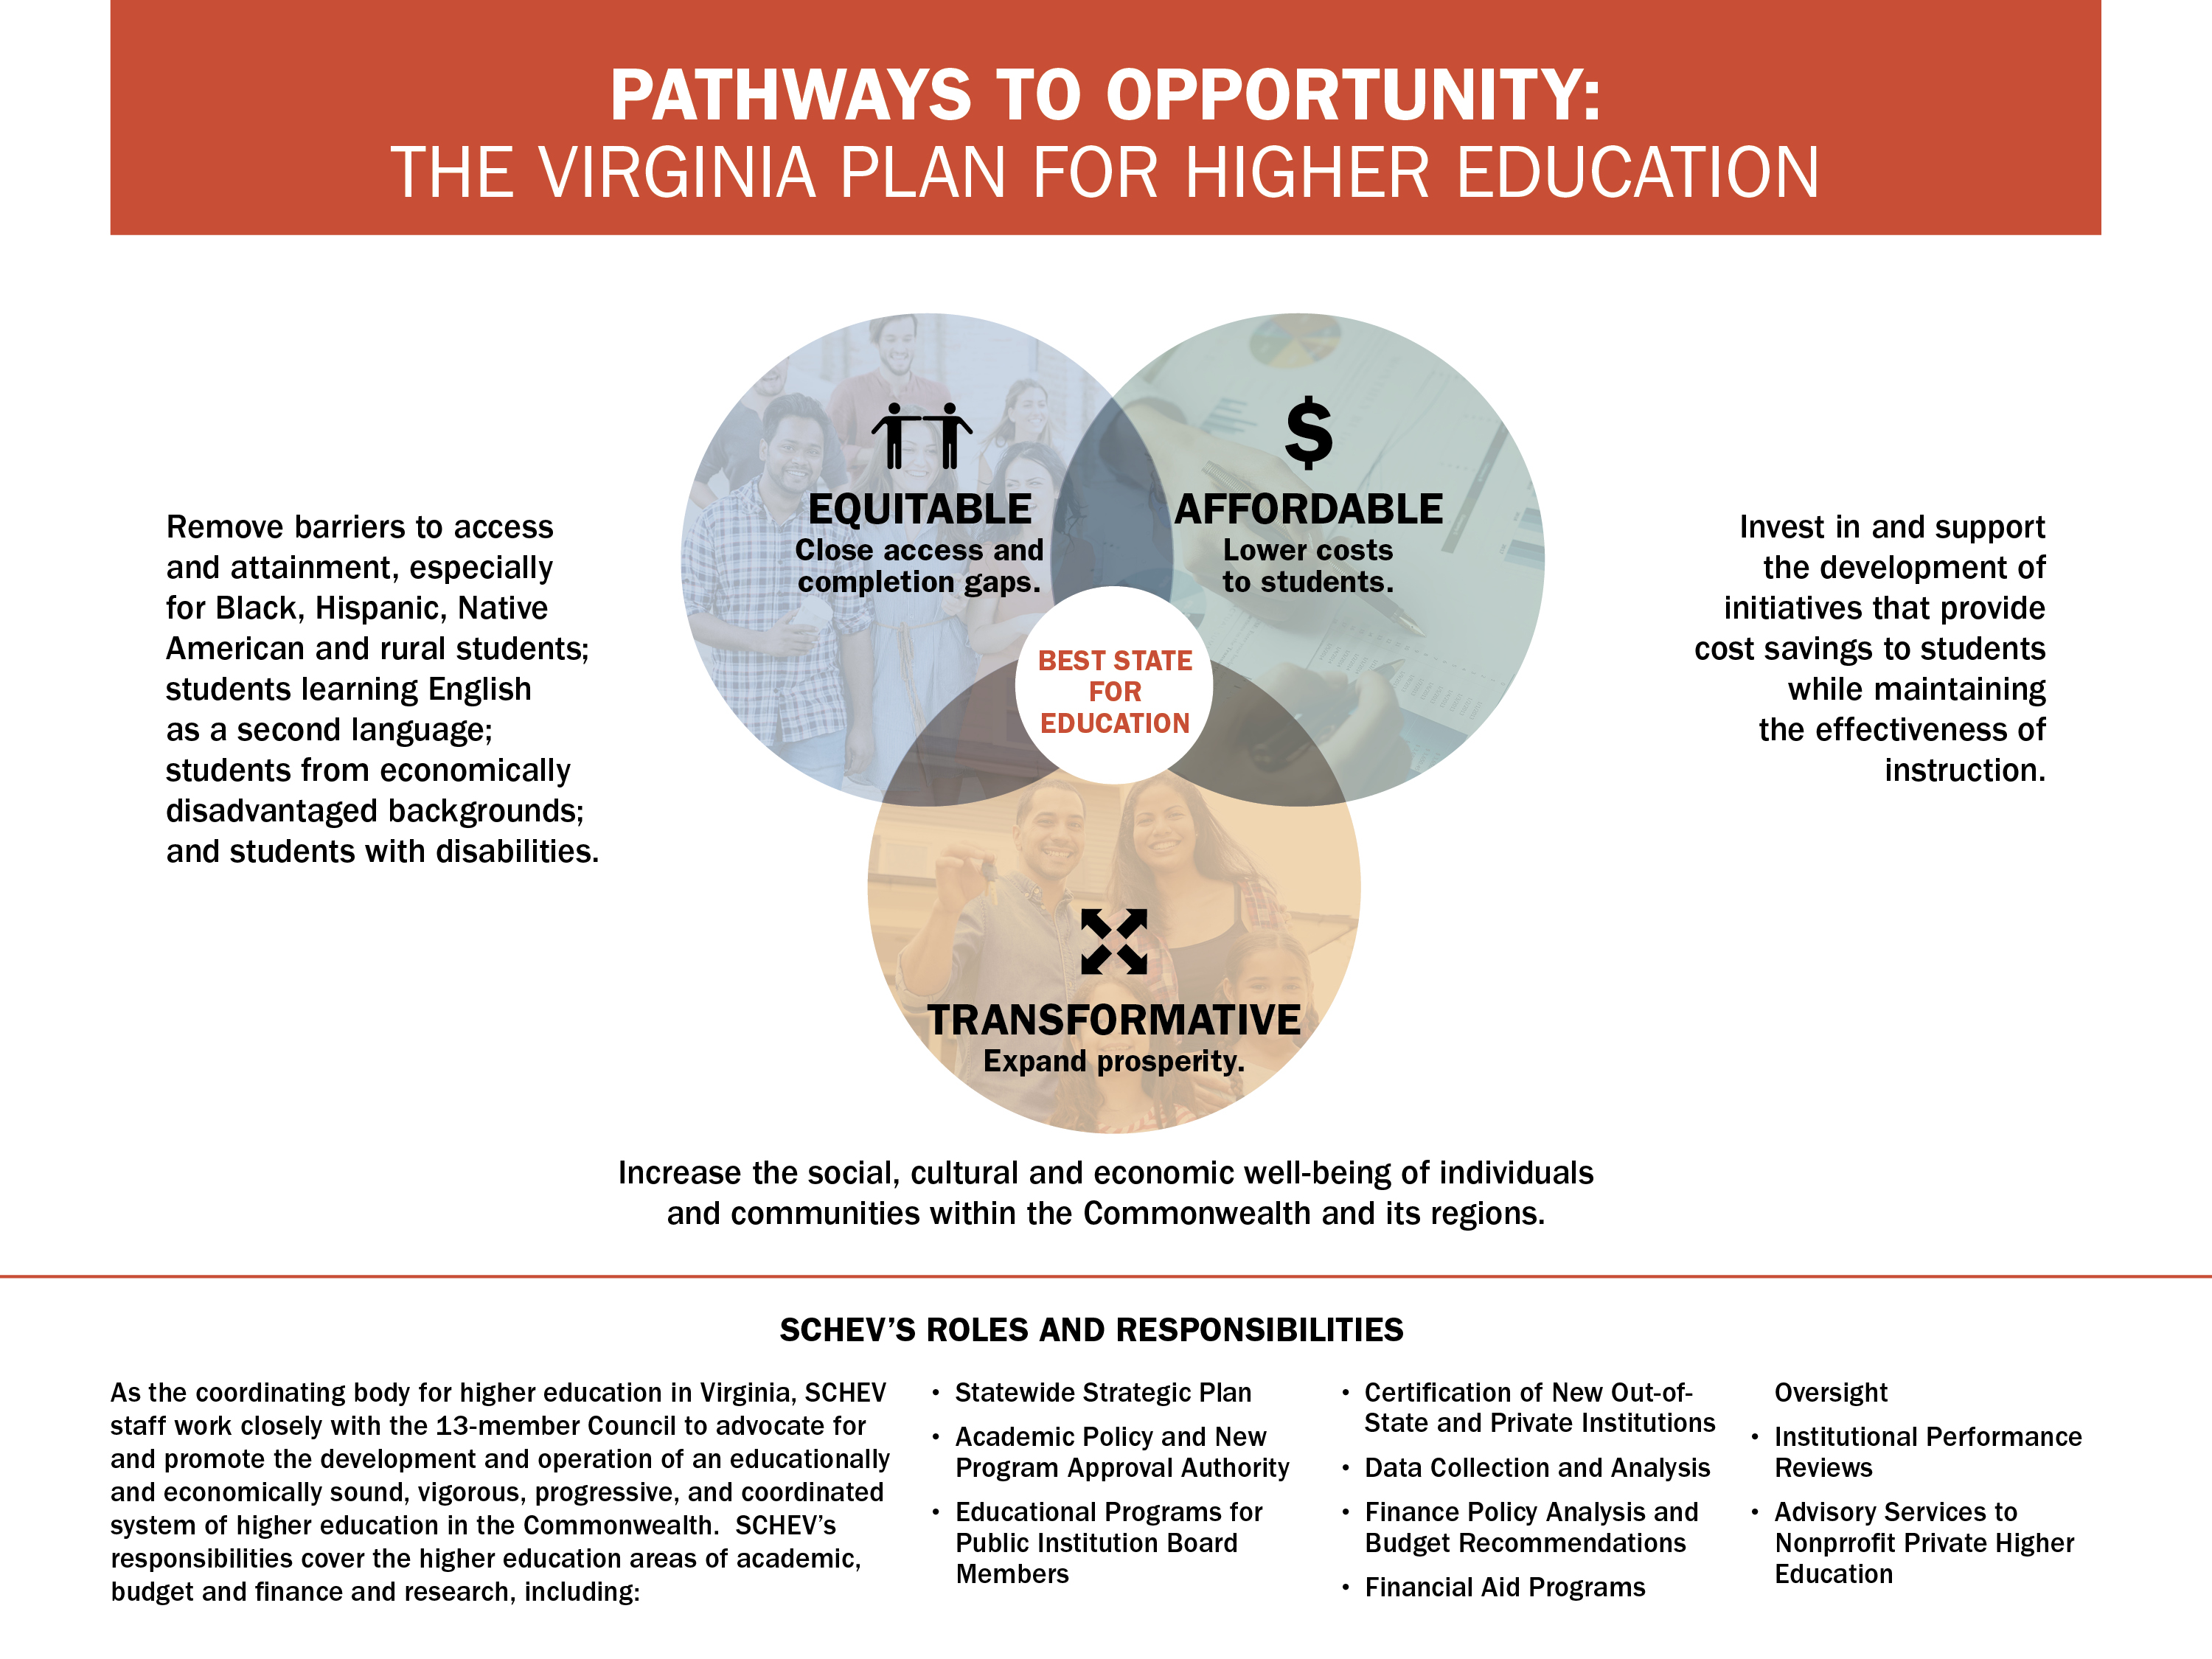 PATHWAYS TO OPPORTUNITY:
THE VIRGINIA PLAN FOR HIGHER EDUCATION
Remove barriers to access
and attainment, especially
for Black, Hispanic, Native
American and rural students;
students learning English
as a second language;
students from economically
disadvantaged backgrounds;
and students with disabilities.
EQUITABLE
Close access and
completion gaps.
$
AFFORDABLE
Lower costs
to students.
BEST STATE
FOR
EDUCATION
TRANSFORMATIVE
Expand prosperity.
Invest in and support
the development of
initiatives that provide
cost savings to students
while maintaining
the effectiveness of
instruction.
Increase the social, cultural and economic well-being of individuals
and communities within the Commonwealth and its regions.
SCHEV’S ROLES AND RESPONSIBILITIES
As the coordinating body for higher education in Virginia, SCHEV
staff work closely with the 13-member Council to advocate for
and promote the development and operation of an educationally
and economically sound, vigorous, progressive, and coordinated
system of higher education in the Commonwealth.  SCHEV’s
responsibilities cover the higher education areas of academic,
budget and finance and research, including:
• Statewide Strategic Plan
• Academic Policy and New
Program Approval Authority
• Educational Programs for
Public Institution Board
Members
• Certification of New Out-of-
State and Private Institutions
• Data Collection and Analysis
• Finance Policy Analysis and
Budget Recommendations
• Financial Aid Programs
Oversight
• Institutional Performance
Reviews
• Advisory Services to
Nonprrofit Private Higher
Education